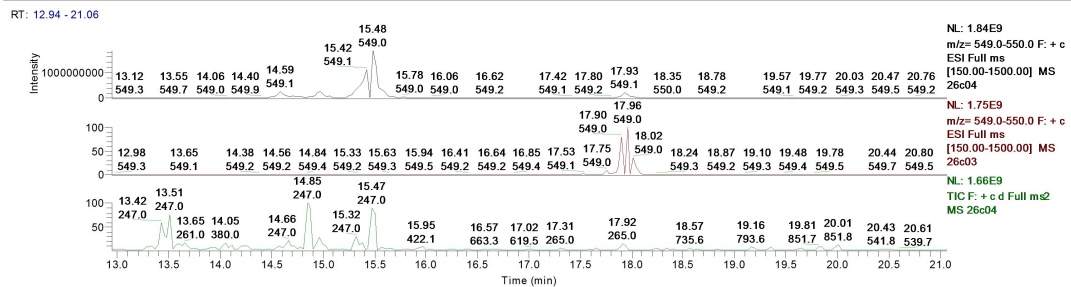 RT: 12.94 - 21.06
15.48
549.0
15.42
549.1
NL: 1.84E9
m/z= 549.0-550.0 F: + c
ESI Full ms
[150.00-1500.00] MS
26c04
Intensity
1000000000
0
13.12 13.55 14.06 14.40 14.59 15.78 16.06 16.62 17.42 17.80 17.93 18.35 18.78 19.57 19.77 20.03 20.47 20.76
549.3 549.7 549.0 549.9 549.1 549.0 549.0 549.2 549.1 549.2 549.1 550.0 549.2 549.1 549.2 549.3 549.5 549.2
17.96
549.0
17.90
549.0
18.02
549.0
17.75
549.0
NL: 1.75E9
m/z= 549.0-550.0 F: + c
ESI Full ms
[150.00-1500.00] MS
26c03
100
50
0
12.98 13.65 14.38 14.56 14.84 15.33 15.63 15.94 16.41 16.64 16.85 17.53 18.24 18.87 19.10 19.48 19.78 20.44 20.80
549.3 549.1 549.2 549.2 549.4 549.2 549.5 549.5 549.2 549.2 549.4 549.1 549.3 549.2 549.3 549.4 549.5 549.7 549.5
NL: 1.66E9
TIC F: + c d Full ms2
MS 26c04
100
50
13.42 13.51 13.65 14.05 14.66 14.85 15.32 15.47 15.95 16.57 17.02 17.31 17.92 18.57 19.16 19.81 20.01 20.43 20.61
247.0 247.0 261.0 380.0 247.0 247.0 247.0 247.0 422.1 663.3 619.5 265.0 265.0 735.6 793.6 851.7 851.8 541.8 539.7
13.0 13.5 14.0 14.5 15.0 15.5 16.0 16.5 17.0 17.5 18.0 18.5 19.0 19.5 20.0 20.5 21.0
Time (min)